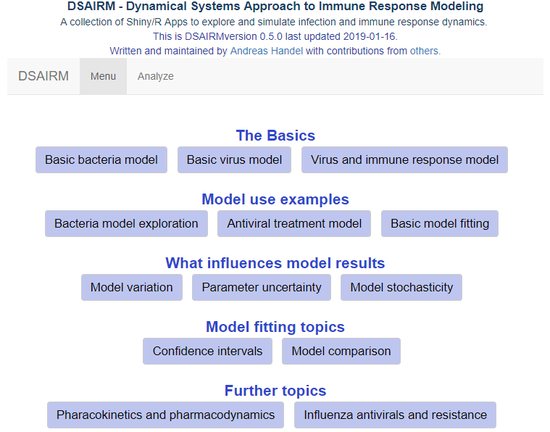 DSAIRM - Dynamical Systems Approach to Immune Response Modeling
A collection of Shiny/R Apps to explore and simulate infection and immune response dynamics.
This is DSAIRMversion 0.5.0 last updated 2019-01-16.
Written and maintained by Andreas Handel with contributions from others.
DSAIRM Menu Analyze
The Basics
Basic bacteria model Basic virus model Virus and immune response model
Model use examples
Bacteria model exploration Antiviral treatment model Basic model fitting
What influences model results
Model variation Parameter uncertainty Model stochasticity
Model fitting topics
Confidence intervals Model comparison
Further topics
Pharacokinetics and pharmacodynamics Influenza antivirals and resistance